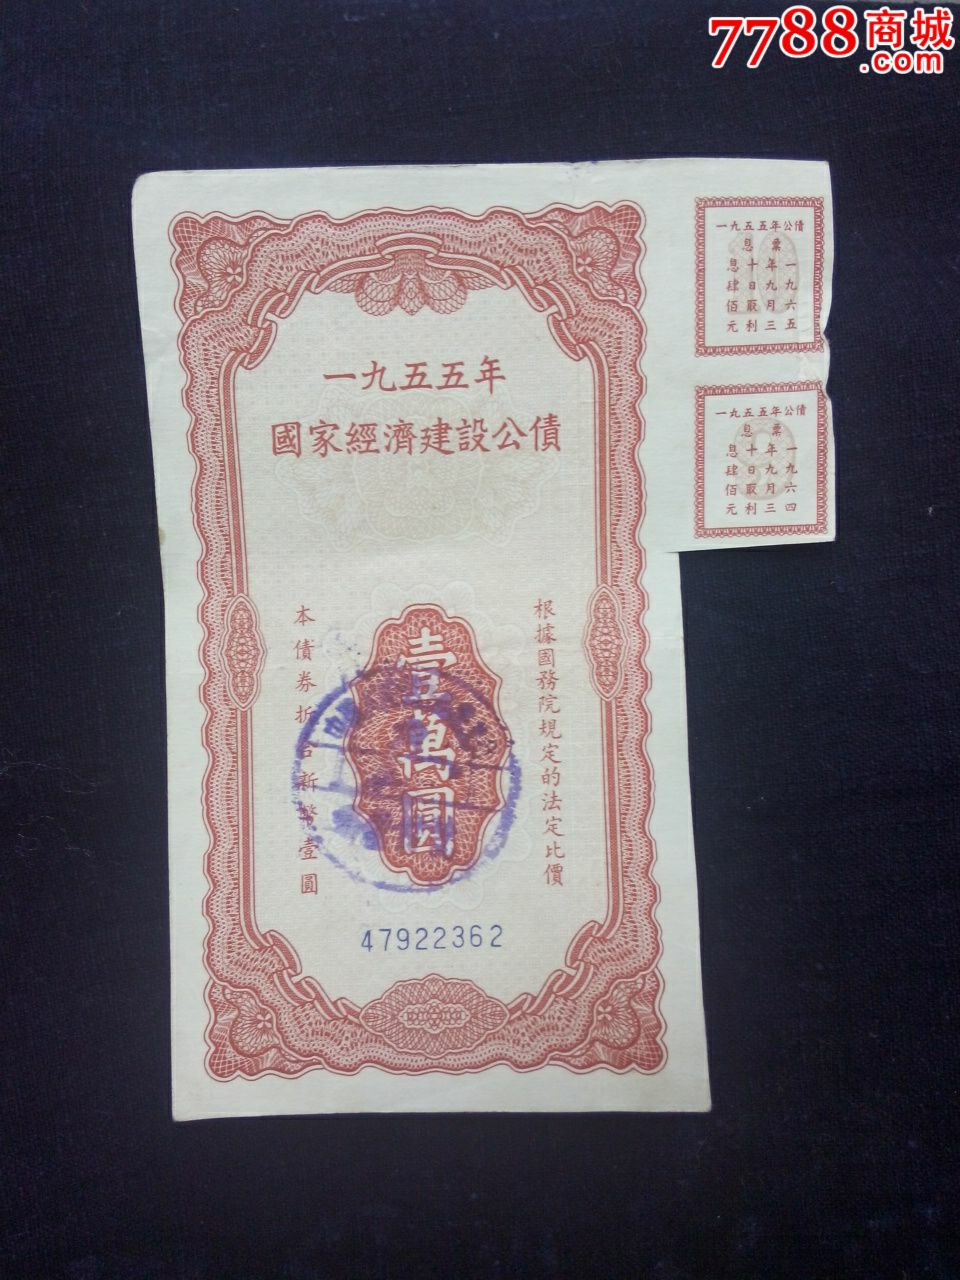 7788商城
.com
一九五五年
國家經濟建設公債
根據國務院規定的法定比價
壹萬圓
本債券折合新幣壹圓
47922362
一九五五年公債
息票
一九六五
年九月三
十日取利
息肆佰元
一九五五年公債
息票
一九六四
年九月三
十日取利
息肆佰元